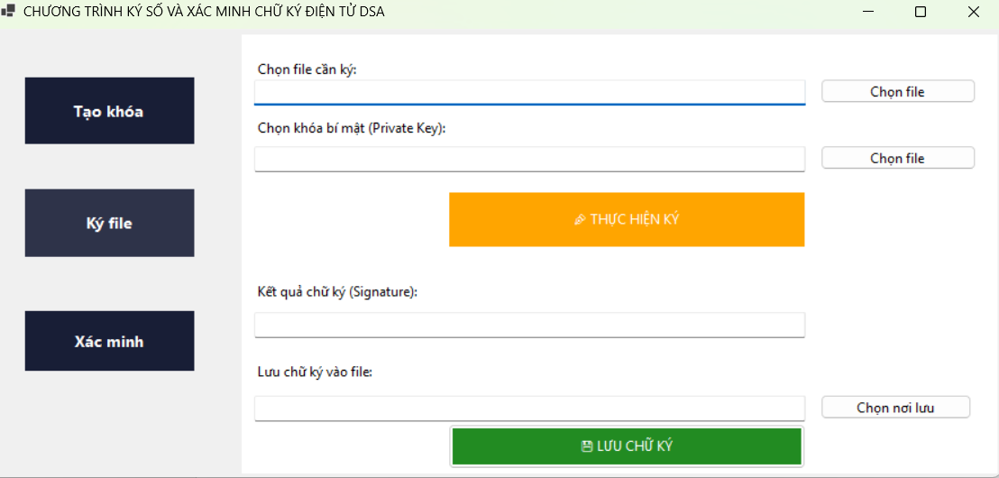 CHƯƠNG TRÌNH KÝ SỐ VÀ XÁC MINH CHỮ KÝ ĐIỆN TỬ DSA
Tạo khóa
Ký file
Xác minh
Chọn file cần ký:
Chọn file
Chọn khóa bí mật (Private Key):
Chọn file
THỰC HIỆN KÝ
Kết quả chữ ký (Signature):
Lưu chữ ký vào file:
Chọn nơi lưu
LƯU CHỮ KÝ